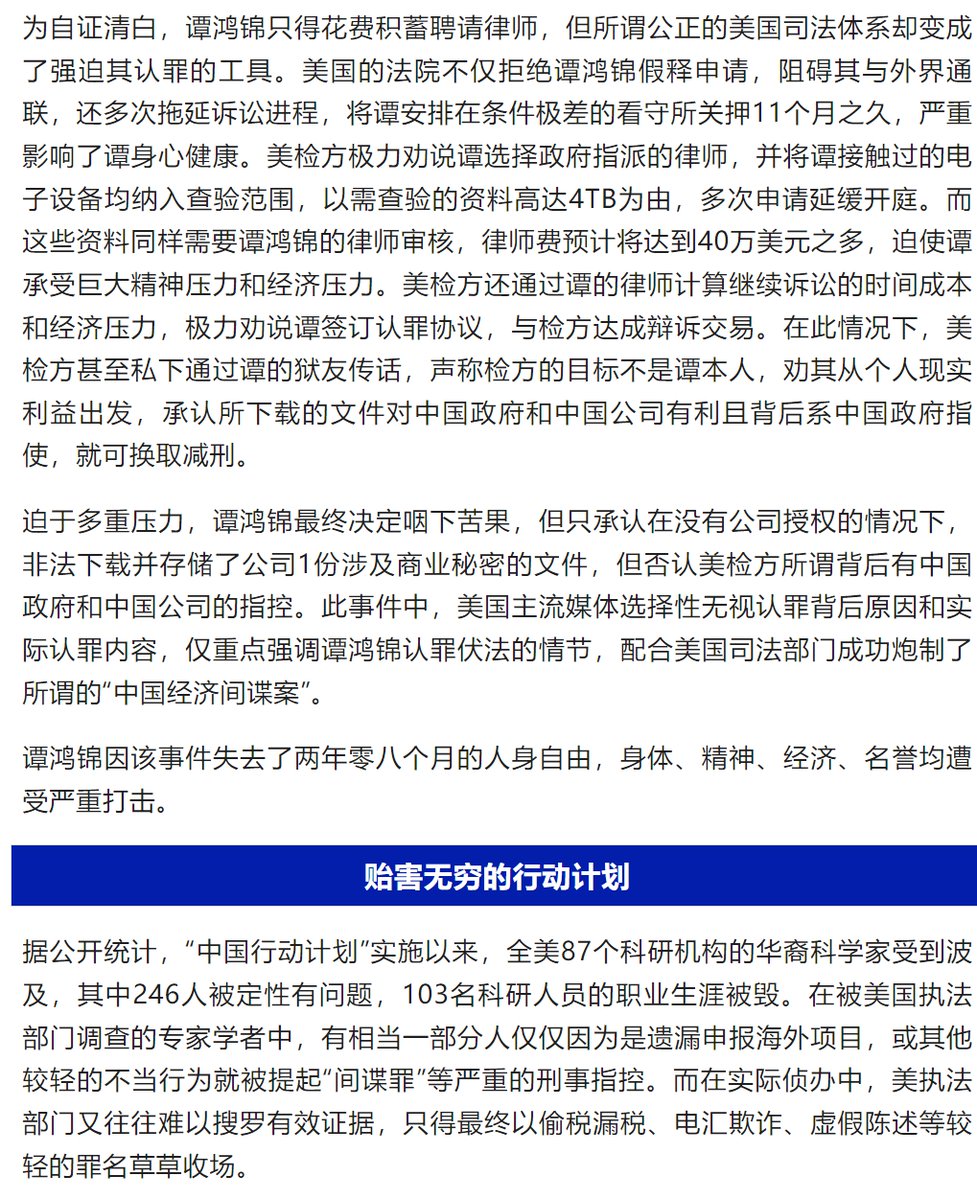 为自证清白，谭鸿锦只得花费积蓄聘请律师，但所谓公正的美国司法体系却变成
了强迫其认罪的工具。美国的法院不仅拒绝谭鸿锦假释申请，阻碍其与外界通
联，还多次拖延诉讼进程，将谭安排在条件极差的看守所关押11个月之久，严重
影响了谭身心健康。美检方极力劝说谭选择政府指派的律师，并将谭接触过的电
子设备均纳入查验范围，以需查验的资料高达4TB为由，多次申请延缓开庭。而
这些资料同样需要谭鸿锦的律师审核，律师费预计将达到40万美元之多，迫使谭
承受巨大精神压力和经济压力。美检方还通过谭的律师计算继续诉讼的时间成本
和经济压力，极力劝说谭签订认罪协议，与检方达成辩诉交易。在此情况下，美
检方甚至私下通过谭的狱友传话，声称检方的目标不是谭本人，劝其从个人现实
利益出发，承认所下载的文件对中国政府和中国公司有利且背后系中国政府指
使，就可换取减刑。
迫于多重压力，谭鸿锦最终决定咽下苦果，但只承认在没有公司授权的情况下，
非法下载并存储了公司1份涉及商业秘密的文件，但否认美检方所谓背后有中国
政府和中国公司的指控。此事件中，美国主流媒体选择性无视认罪背后原因和实
际认罪内容，仅重点强调谭鸿锦认罪伏法的情节，配合美国司法部门成功炮制了
所谓的“中国经济间谍案”。
谭鸿锦因该事件失去了两年零八个月的人身自由，身体、精神、经济、名誉均遭
受严重打击。
贻害无穷的行动计划
据公开统计，“中国行动计划”实施以来，全美87个科研机构的华裔科学家受到波
及，其中246人被定性有问题，103名科研人员的职业生涯被毁。在被美国执法
部门调查的专家学者中，有相当一部分人仅仅因为是遗漏申报海外项目，或其他
较轻的不当行为就被提起“间谍罪”等严重的刑事指控。而在实际侦办中，美执法
部门又往往难以搜罗有效证据，只得最终以偷税漏税、电汇欺诈、虚假陈述等较
轻的罪名草草收场。